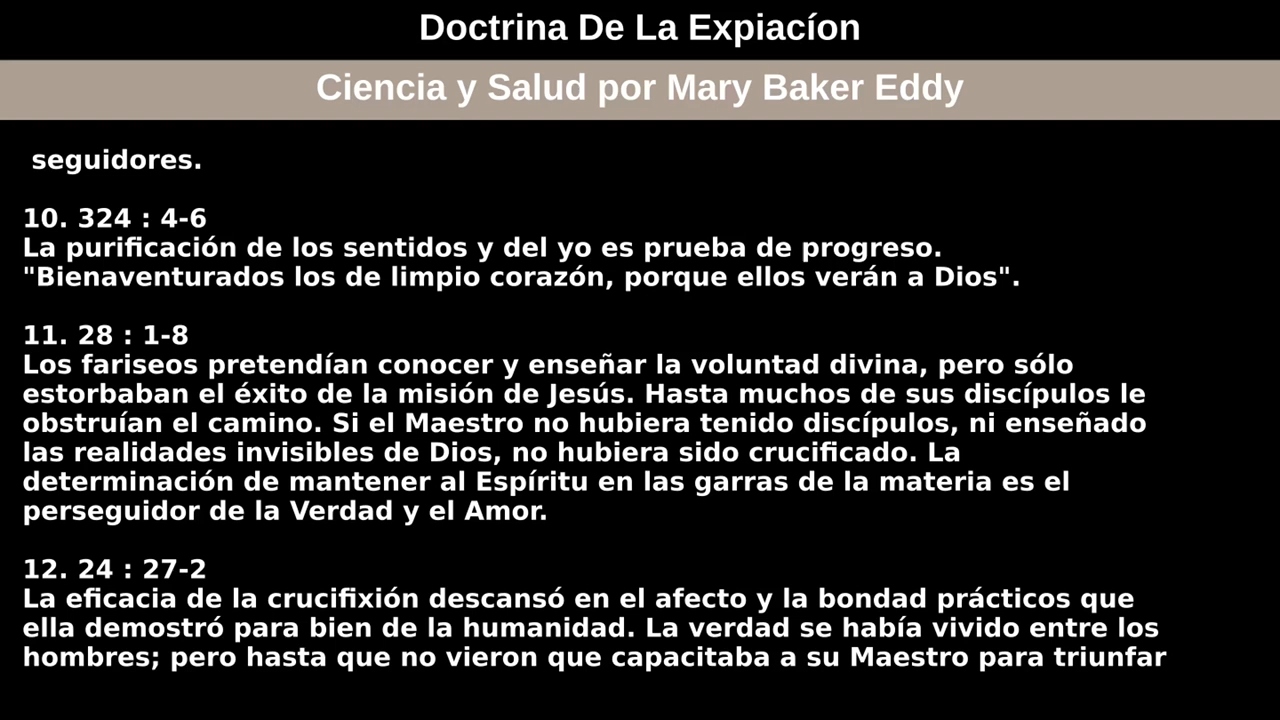 Doctrina De La Expiacíon
Ciencia y Salud por Mary Baker Eddy
seguidores.
10. 324 : 4-6
La purificación de los sentidos y del yo es prueba de progreso.
"Bienaventurados los de limpio corazón, porque ellos verán a Dios".
11. 28 : 1-8
Los fariseos pretendían conocer y enseñar la voluntad divina, pero sólo
estorbaban el éxito de la misión de Jesús. Hasta muchos de sus discípulos le
obstruían el camino. Si el Maestro no hubiera tenido discípulos, ni enseñado
las realidades invisibles de Dios, no hubiera sido crucificado. La
determinación de mantener al Espíritu en las garras de la materia es el
perseguidor de la Verdad y el Amor.
12. 24 : 27-2
La eficacia de la crucifixión descansó en el afecto y la bondad prácticos que
ella demostró para bien de la humanidad. La verdad se había vivido entre los
hombres; pero hasta que no vieron que capacitaba a su Maestro para triunfar